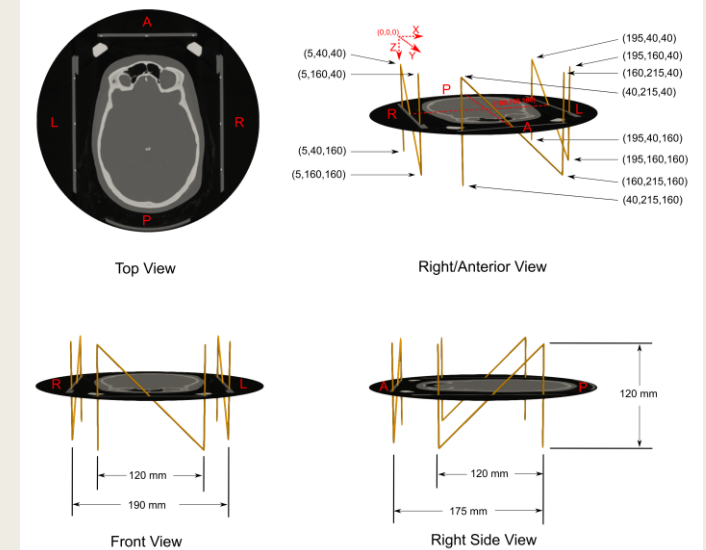 A
L
R
P
Top View
(0,0,0)
X
Z
Y
(5,40,40)
(5,160,40)
(5,40,160)
(5,160,160)
P
R
A
L
(195,40,40)
(195,160,40)
(160,215,40)
(40,215,40)
(195,40,160)
(195,160,160)
(160,215,160)
(40,215,160)
Right/Anterior View
R
L
120 mm
190 mm
Front View
A
P
120 mm
120 mm
175 mm
Right Side View